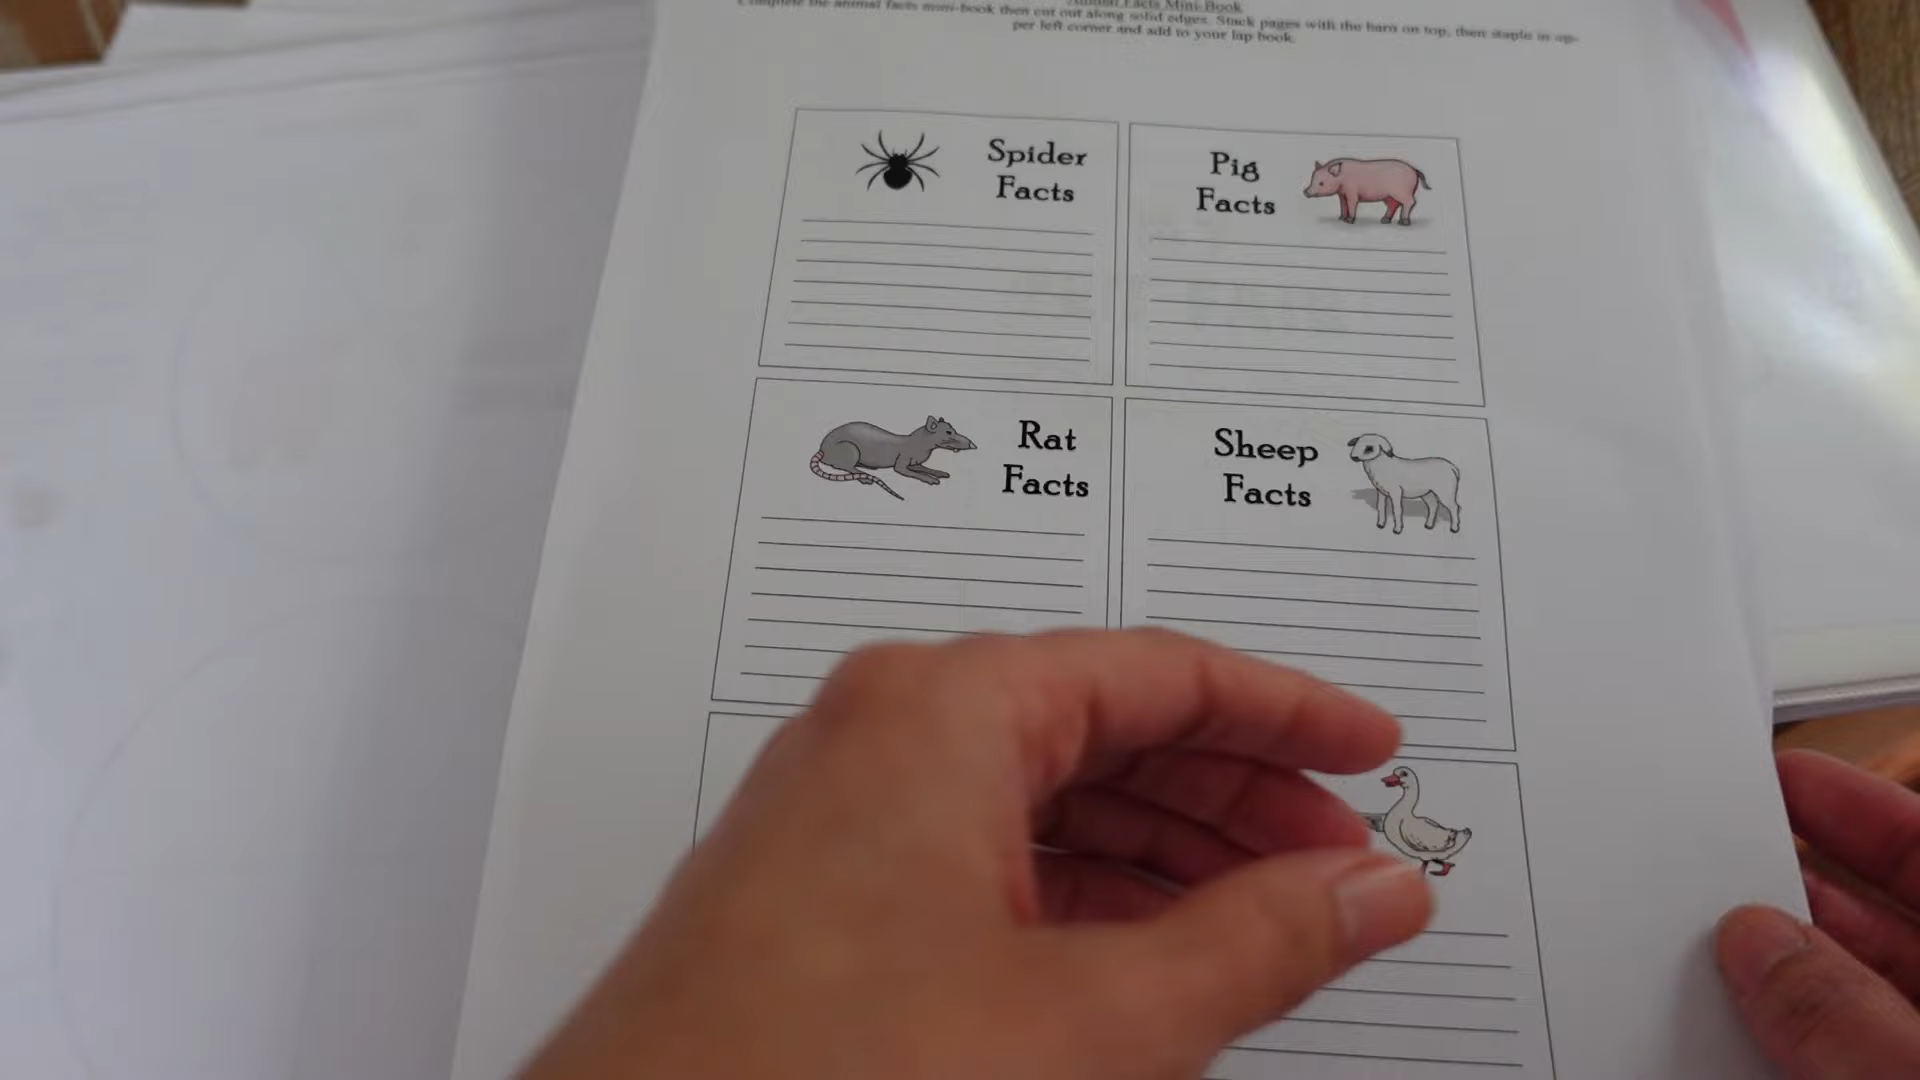 Animal Facts Mini-Book
Complete the animal facts mini-book then cut out along solid edges. Stack pages with the barn on top, then staple in up-
per left corner and add to your lap book.
Spider
Facts
Pig
Facts
Rat
Facts
Sheep
Facts